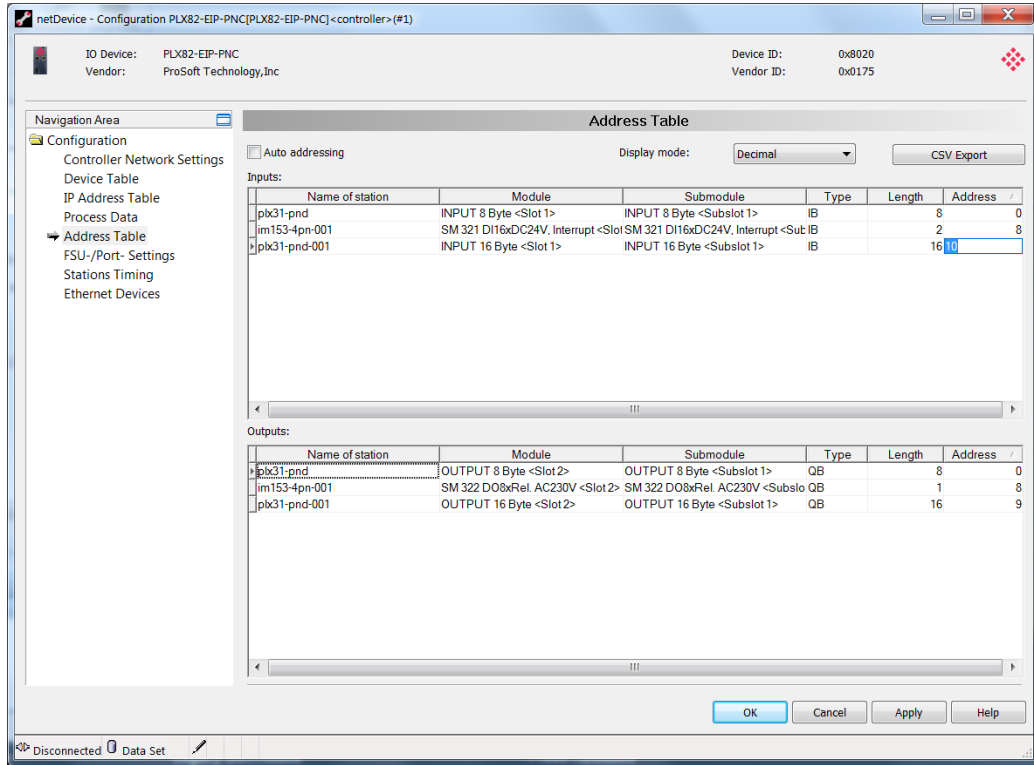 netDevice - Configuration PLX82-EIP-PNC[PLX82-EIP-PNC]<controller>(#1)
IO Device: PLX82-EIP-PNC Device ID: 0x8020
Vendor: ProSoft Technology,Inc Vendor ID: 0x0175
Navigation Area
Configuration
Controller Network Settings
Device Table
IP Address Table
Process Data
Address Table
FSU-/Port- Settings
Stations Timing
Ethernet Devices
Address Table
Auto addressing Display mode: Decimal CSV Export
Inputs:
Name of station Module Submodule Type Length Address
plx31-pnd INPUT 8 Byte <Slot 1> INPUT 8 Byte <Subslot 1> IB 8 0
im153-4pn-001 SM 321 DI16xDC24V, Interrupt <Slot SM 321 DI16xDC24V, Interrupt <Sub IB 2 8
plx31-pnd-001 INPUT 16 Byte <Slot 1> INPUT 16 Byte <Subslot 1> IB 16 10
Outputs:
Name of station Module Submodule Type Length Address
plx31-pnd OUTPUT 8 Byte <Slot 2> OUTPUT 8 Byte <Subslot 1> QB 8 0
im153-4pn-001 SM 322 DO8xRel. AC230V <Slot 2> SM 322 DO8xRel. AC230V <Subslo QB 1 8
plx31-pnd-001 OUTPUT 16 Byte <Slot 2> OUTPUT 16 Byte <Subslot 1> QB 16 9
OK Cancel Apply Help
Disconnected Data Set